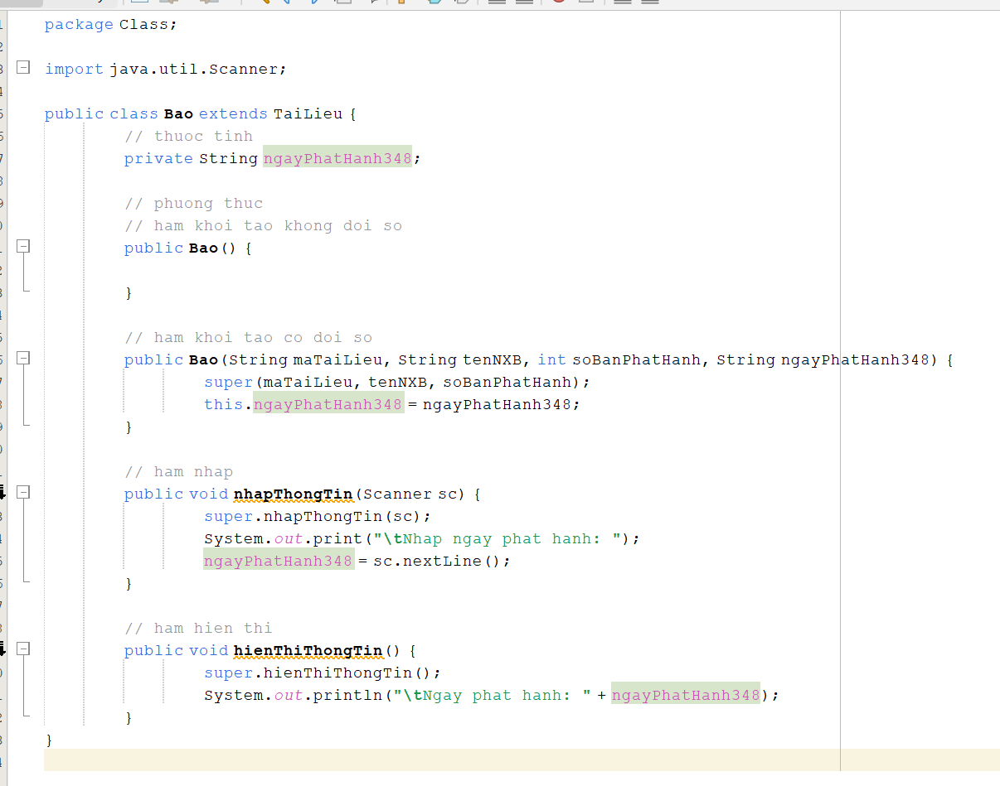 package Class;
import java.util.Scanner;
public class Bao extends TaiLieu {
// thuoc tinh
private String ngayPhatHanh348;
// phuong thuc
// ham khoi tao khong doi so
public Bao() {
}
// ham khoi tao co doi so
public Bao(String maTaiLieu, String tenNXB, int soBanPhatHanh, String ngayPhatHanh348) {
super(maTaiLieu, tenNXB, soBanPhatHanh);
this.ngayPhatHanh348 = ngayPhatHanh348;
}
// ham nhap
public void nhapThongTin(Scanner sc) {
super.nhapThongTin(sc);
System.out.print("\tNhap ngay phat hanh: ");
ngayPhatHanh348 = sc.nextLine();
}
// ham hien thi
public void hienThiThongTin() {
super.hienThiThongTin();
System.out.println("\tNgay phat hanh: " + ngayPhatHanh348);
}
}